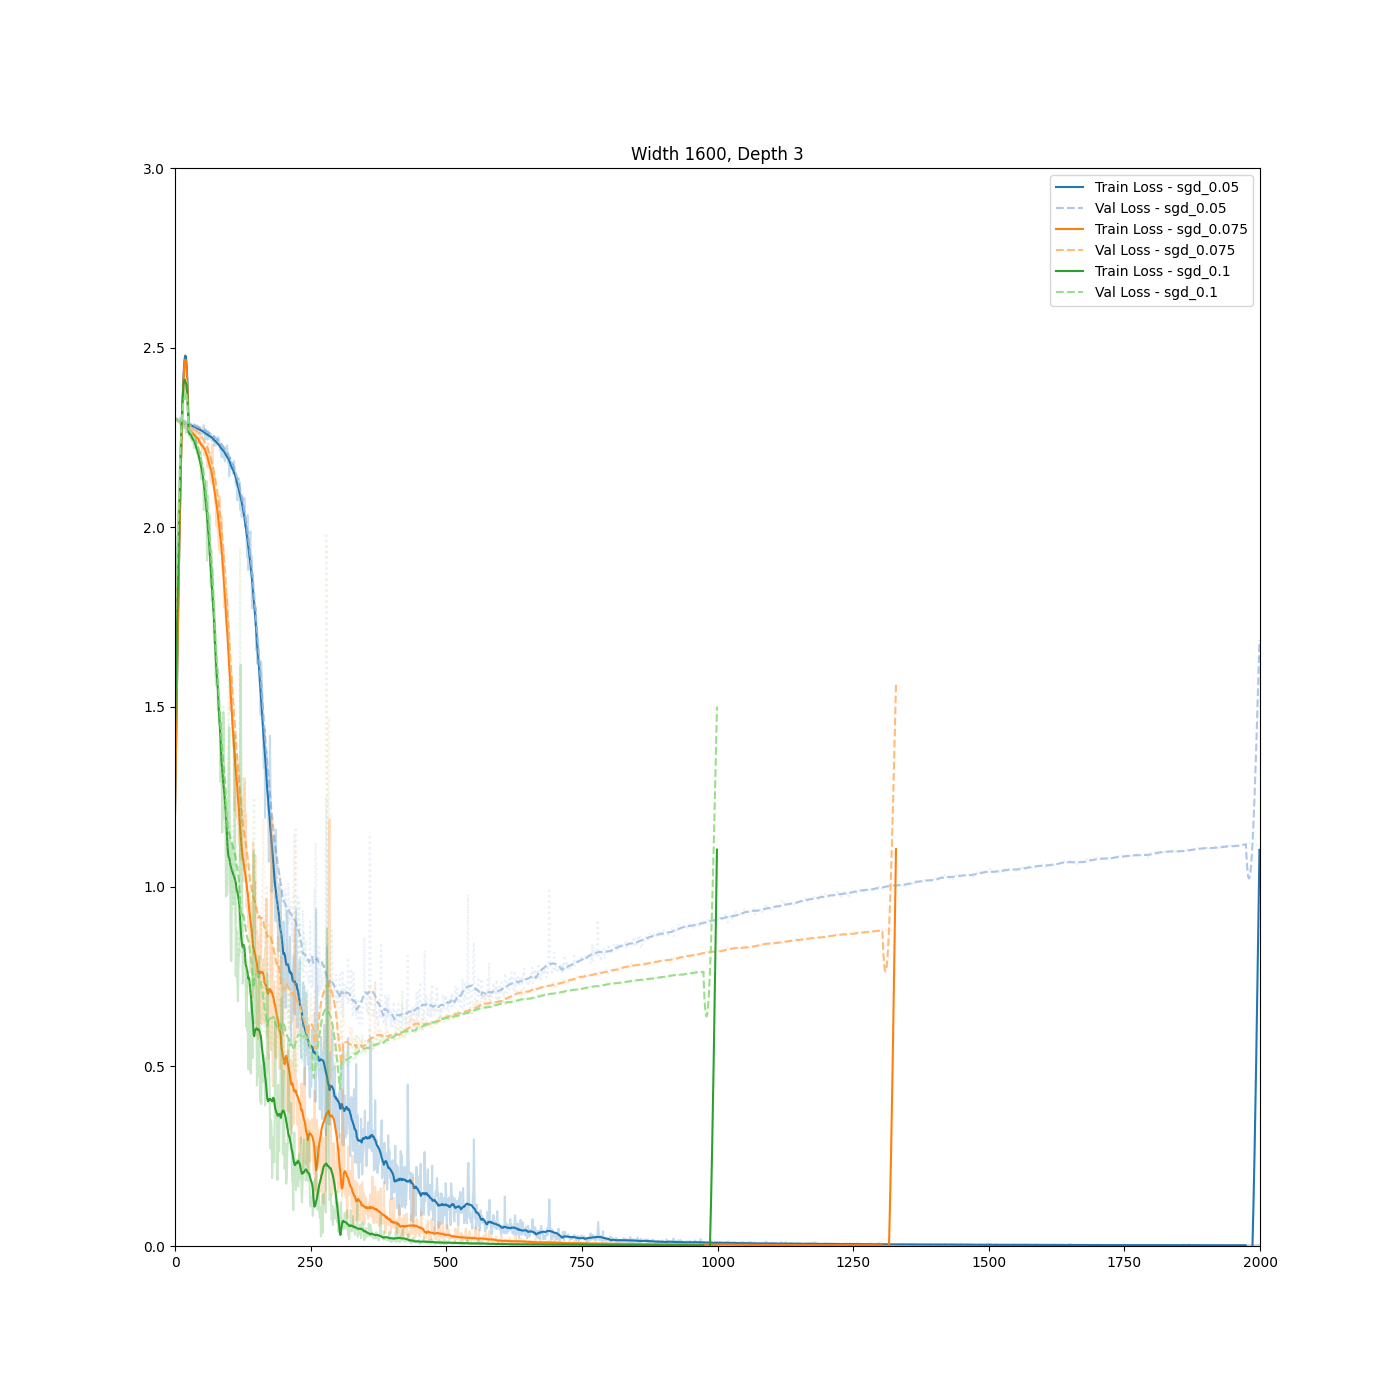 Width 1600, Depth 3
3.0
2.5
2.0
1.5
1.0
0.5
0.0
Train Loss - sgd_0.05
Val Loss - sgd_0.05
Train Loss - sgd_0.075
Val Loss - sgd_0.075
Train Loss - sgd_0.1
Val Loss - sgd_0.1
0 250 500 750 1000 1250 1500 1750 2000